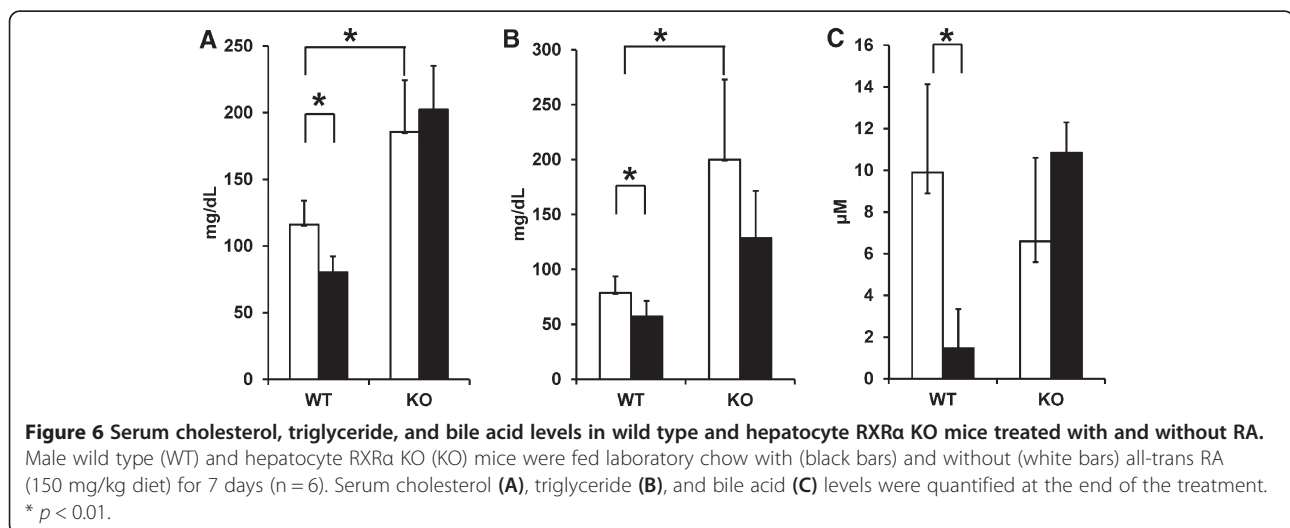 A
B
C
250
200
150
100
50
0
mg/dL
*
*
WT
KO
300
250
200
150
100
50
0
mg/dL
*
*
WT
KO
16
14
12
10
8
6
4
2
0
µM
*
WT
KO
Figure 6 Serum cholesterol, triglyceride, and bile acid levels in wild type and hepatocyte RXRα KO mice treated with and without RA.
Male wild type (WT) and hepatocyte RXRα KO (KO) mice were fed laboratory chow with (black bars) and without (white bars) all-trans RA
(150 mg/kg diet) for 7 days (n = 6). Serum cholesterol (A), triglyceride (B), and bile acid (C) levels were quantified at the end of the treatment.
* p < 0.01.